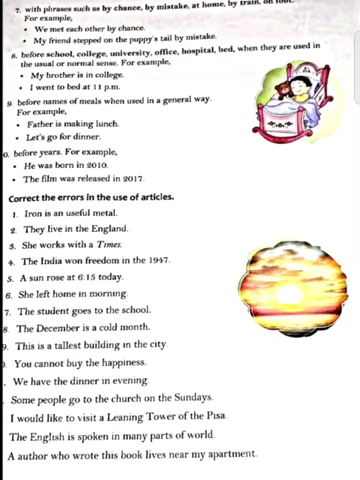 7. with phrases such as by chance, by mistake, at home, by train, on foot.
For example,
• We met each other by chance.
• My friend stepped on the puppy's tail by mistake.
8. before school, college, university, office, hospital, bed, when they are used in
the usual or normal sense. For example,
• My brother is in college.
• I went to bed at 11 p.m.
9. before names of meals when used in a general way.
For example,
• Father is making lunch.
• Let's go for dinner.
0. before years. For example,
• He was born in 2010.
• The film was released in 2017.
Correct the errors in the use of articles.
1. Iron is an useful metal.
2. They live in the England.
3. She works with a Times.
4. The India won freedom in the 1947.
5. A sun rose at 6:15 today.
6. She left home in morning.
7. The student goes to the school.
8. The December is a cold month.
9. This is a tallest building in the city
0. You cannot buy the happiness.
. We have the dinner in evening.
. Some people go to the church on the Sundays.
I would like to visit a Leaning Tower of the Pisa.
The English is spoken in many parts of world.
A author who wrote this book lives near my apartment.